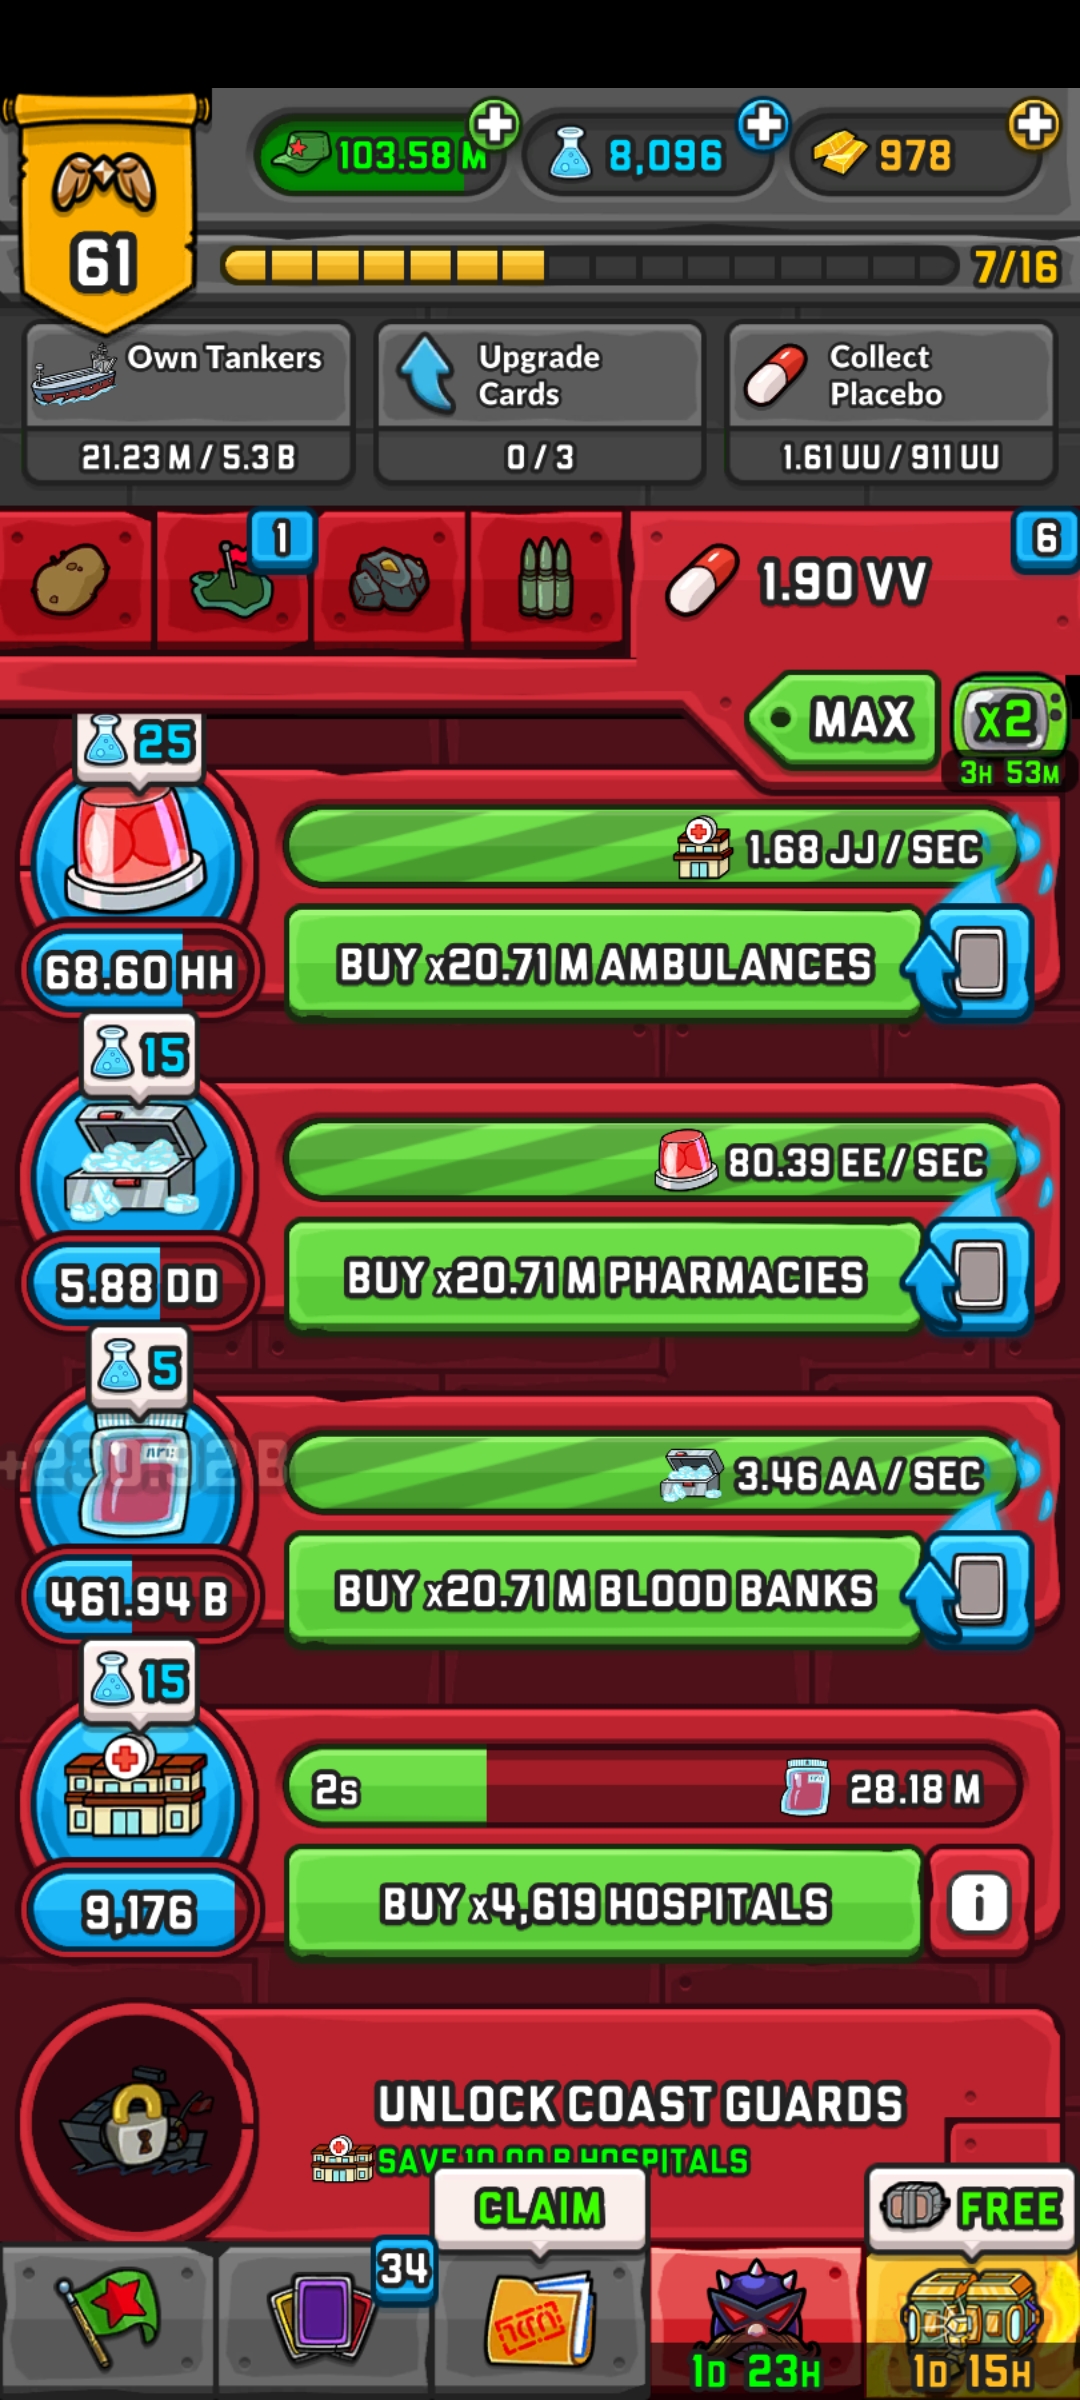 103.58 M
8,096
978
61
7/16
Own Tankers
21.23 M / 5.3 B
Upgrade
Cards
0 / 3
Collect
Placebo
1.61 UU / 911 UU
1
1.90 VV
6
MAX
x2
3H 53M
25
1.68 JJ / SEC
68.60 HH
BUY x20.71 M AMBULANCES
15
80.39 EE / SEC
5.88 DD
BUY x20.71 M PHARMACIES
5
3.46 AA / SEC
461.94 B
BUY x20.71 M BLOOD BANKS
15
2s
28.18 M
9,176
BUY x4,619 HOSPITALS
i
UNLOCK COAST GUARDS
SAVE 10.00 B HOSPITALS
CLAIM
FREE
34
1D 23H
1D 15H